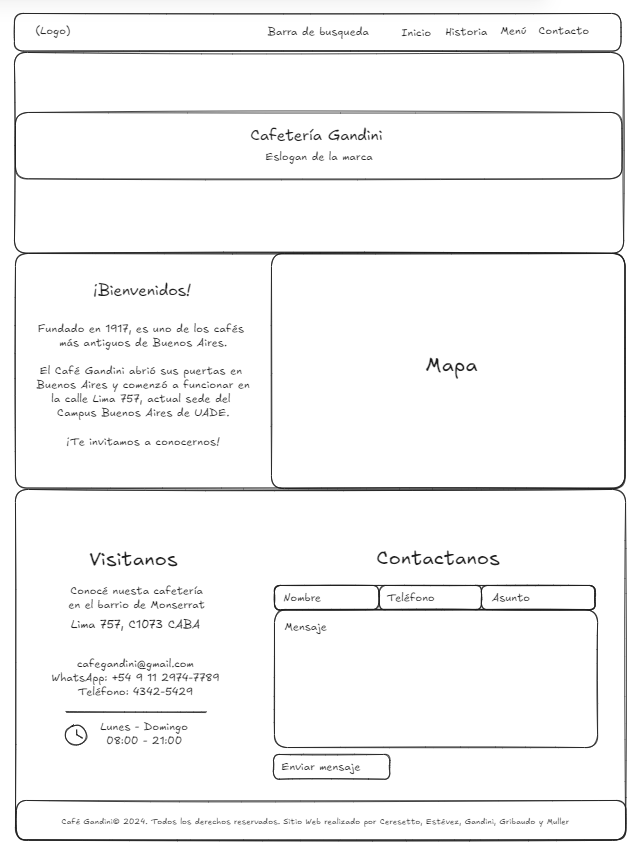 (Logo) Barra de busqueda Inicio Historia Menú Contacto
Cafetería Gandini
Eslogan de la marca
¡Bienvenidos!
Fundado en 1917, es uno de los cafés
más antiguos de Buenos Aires.
El Café Gandini abrió sus puertas en
Buenos Aires y comenzó a funcionar en
la calle Lima 757, actual sede del
Campus Buenos Aires de UADE.
¡Te invitamos a conocernos!
Mapa
Visitanos
Conocé nuesta cafetería
en el barrio de Monserrat
Lima 757, C1073 CABA
cafegandini@gmail.com
WhatsApp: +54 9 11 2974-7789
Teléfono: 4342-5429
Lunes - Domingo
08:00 - 21:00
Contactanos
Nombre Teléfono Asunto
Mensaje
Enviar mensaje
Café Gandini© 2024. Todos los derechos reservados. Sitio Web realizado por Ceresetto, Estévez, Gandini, Gribaudo y Muller